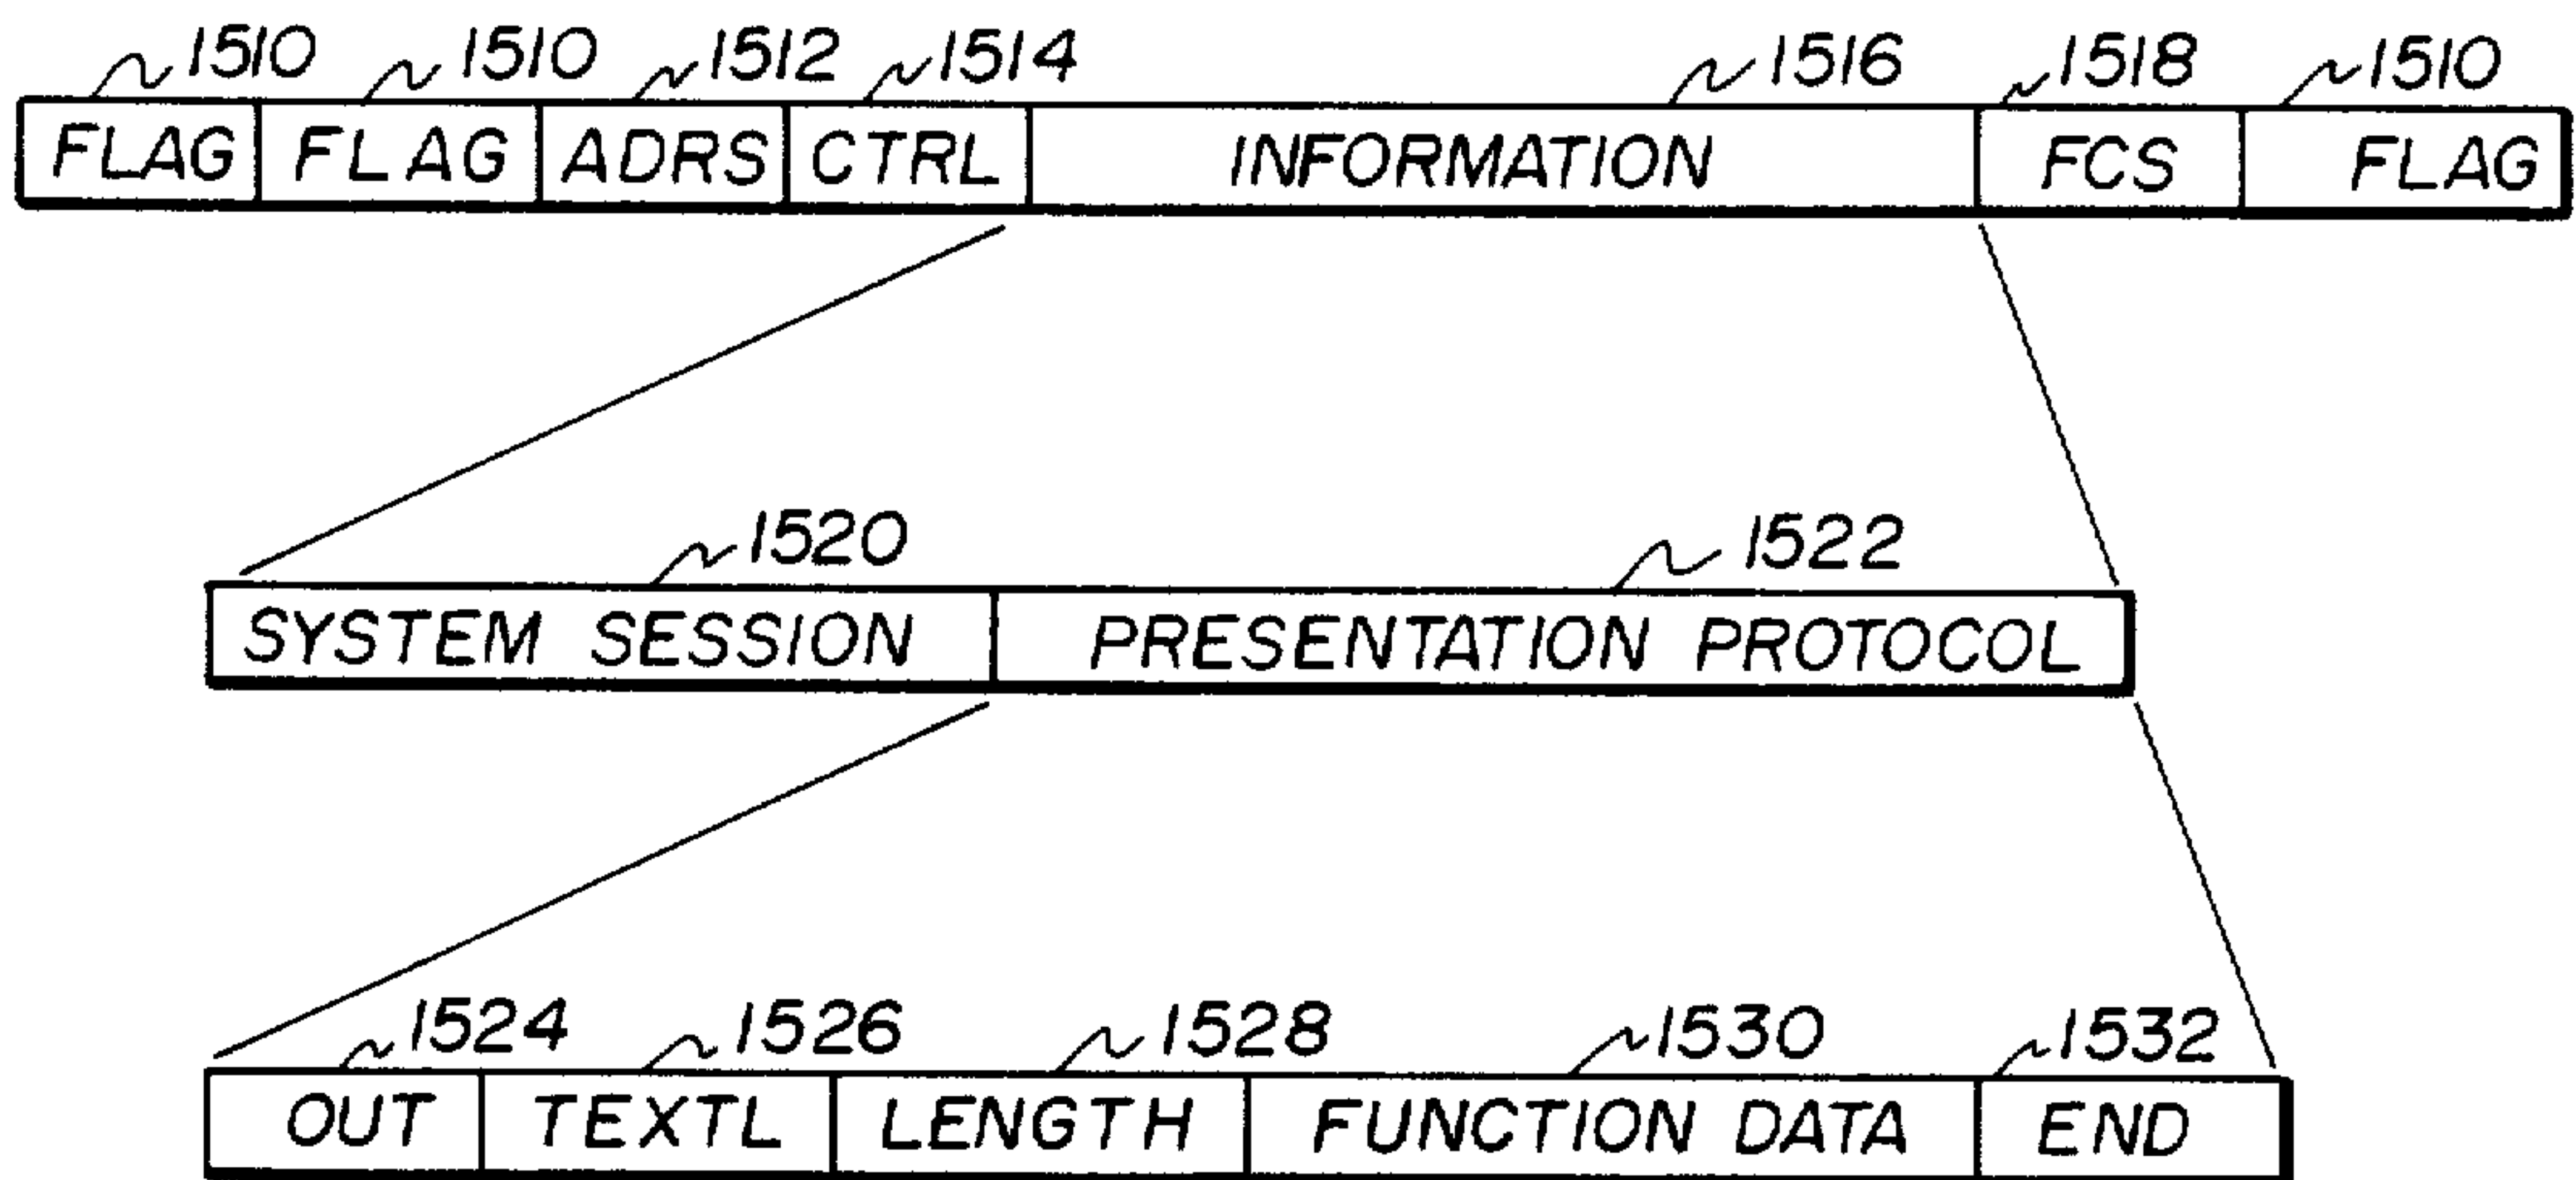 1510 1510 1512 1514 1516 1518 1510
FLAG FLAG ADRS CTRL INFORMATION FCS FLAG
1520 1522
SYSTEM SESSION PRESENTATION PROTOCOL
1524 1526 1528 1530 1532
OUT TEXTL LENGTH FUNCTION DATA END